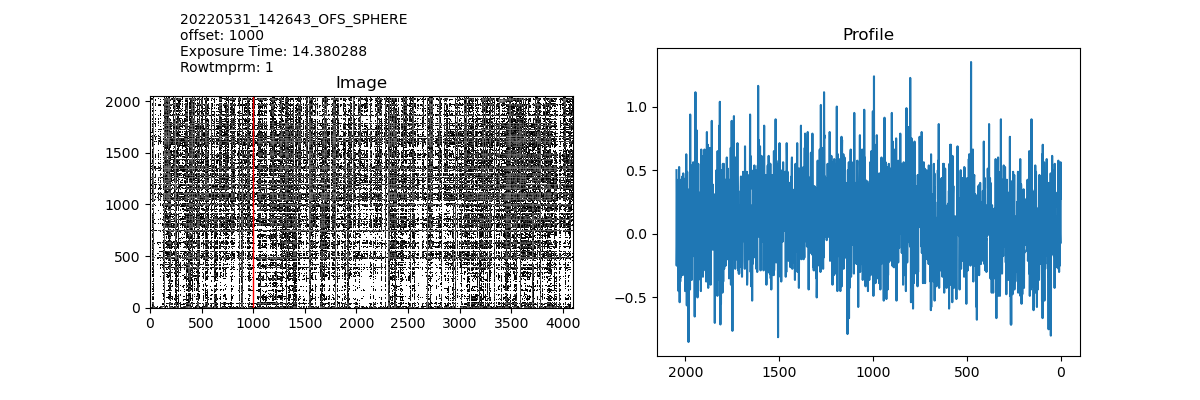 20220531_142643_OFS_SPHERE
offset: 1000
Exposure Time: 14.380288
Rowtmprm: 1
Image
2000
1500
1000
500
0
0 500 1000 1500 2000 2500 3000 3500 4000
Profile
1.0
0.5
0.0
−0.5
2000 1500 1000 500 0